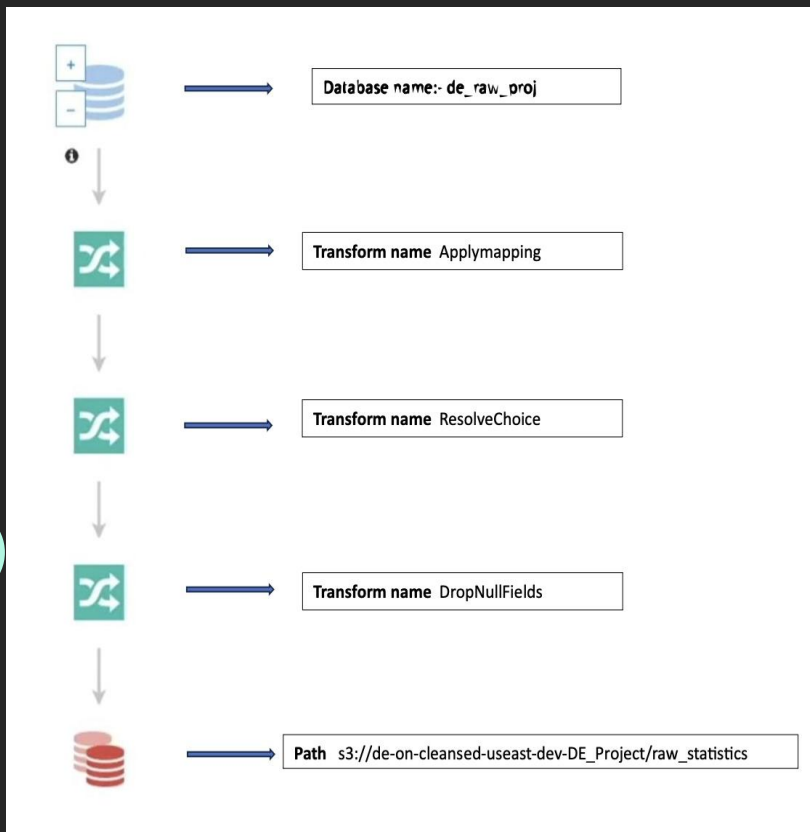 Database name:- de_raw_proj
Transform name Applymapping
Transform name ResolveChoice
Transform name DropNullFields
Path s3://de-on-cleansed-useast-dev-DE_Project/raw_statistics